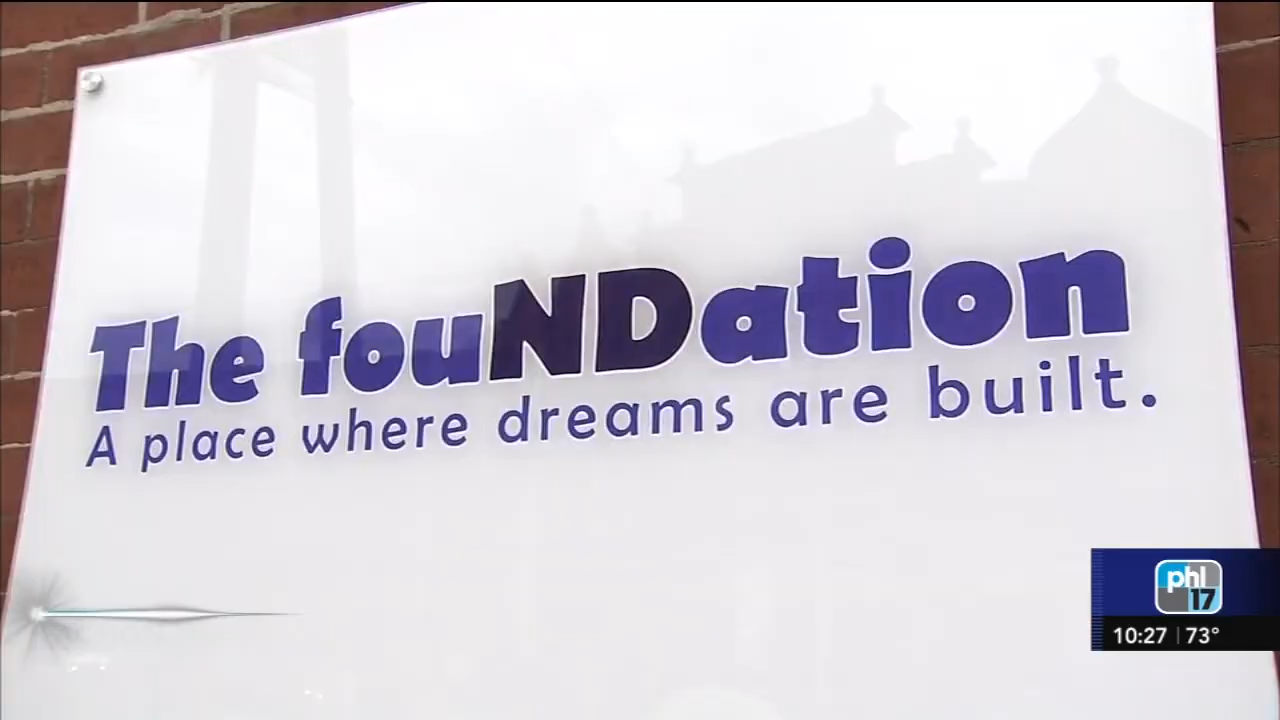 The fouNDation
A place where dreams are built.
phl
17
10:27 | 73°